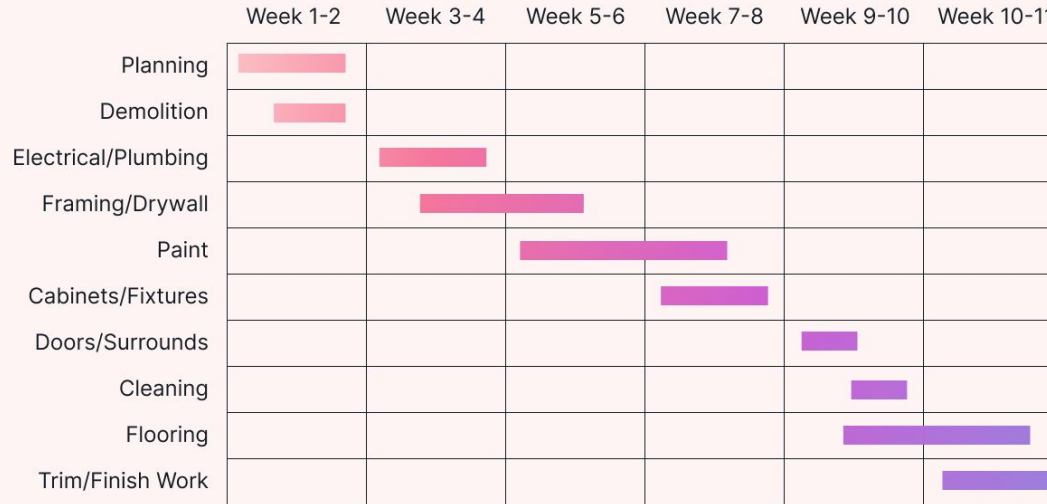 Week 1-2 Week 3-4 Week 5-6 Week 7-8 Week 9-10 Week 10-11
Planning
Demolition
Electrical/Plumbing
Framing/Drywall
Paint
Cabinets/Fixtures
Doors/Surrounds
Cleaning
Flooring
Trim/Finish Work